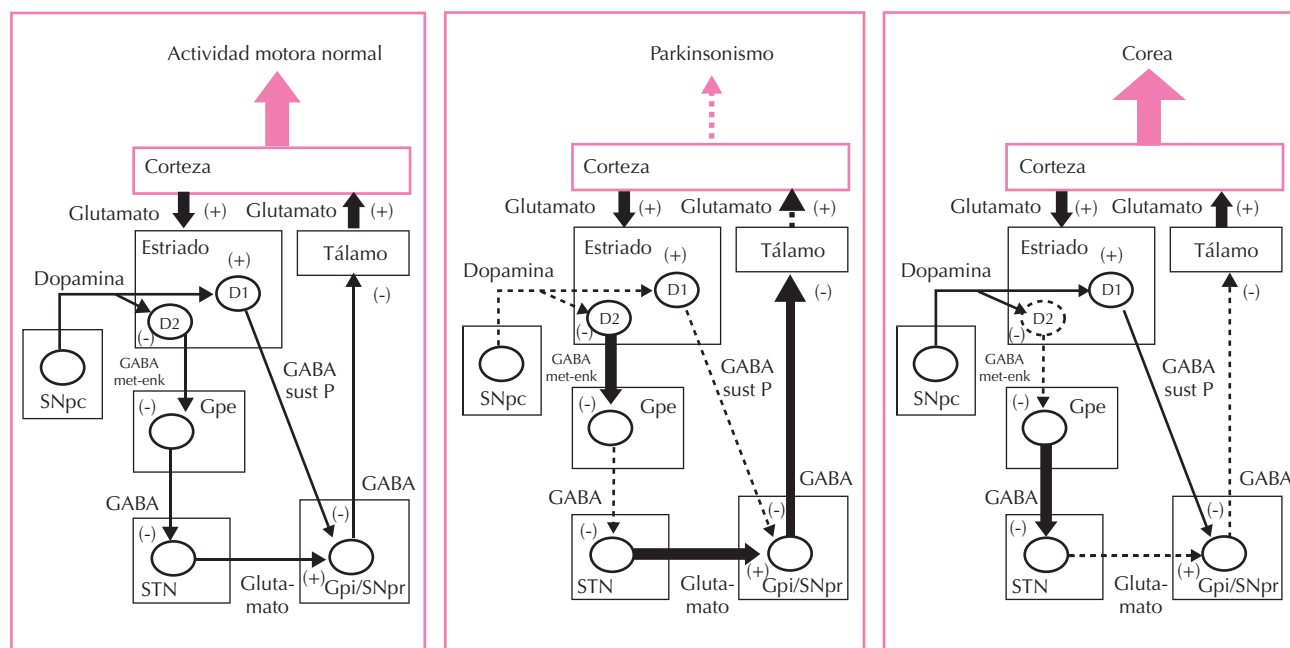 Actividad motora normal
Corteza
Glutamato
(+)
Glutamato
(+)
Estriado
(+)
Tálamo
Dopamina
D1
(-)
D2
(-)
GABA
met-enk
GABA
sust P
SNpc
(-)
Gpe
GABA
GABA
(-)
(-)
(+)
STN
Gluta-
mato
Gpi/SNpr
Parkinsonismo
Corteza
Glutamato
(+)
Glutamato
(+)
Estriado
(+)
Tálamo
Dopamina
D1
(-)
D2
(-)
GABA
met-enk
GABA
sust P
SNpc
(-)
Gpe
GABA
GABA
(-)
(-)
(+)
STN
Gluta-
mato
Gpi/SNpr
Corea
Corteza
Glutamato
(+)
Glutamato
(+)
Estriado
(+)
Tálamo
Dopamina
D1
(-)
D2
(-)
GABA
met-enk
GABA
sust P
SNpc
(-)
Gpe
GABA
GABA
(-)
(-)
(+)
STN
Gluta-
mato
Gpi/SNpr